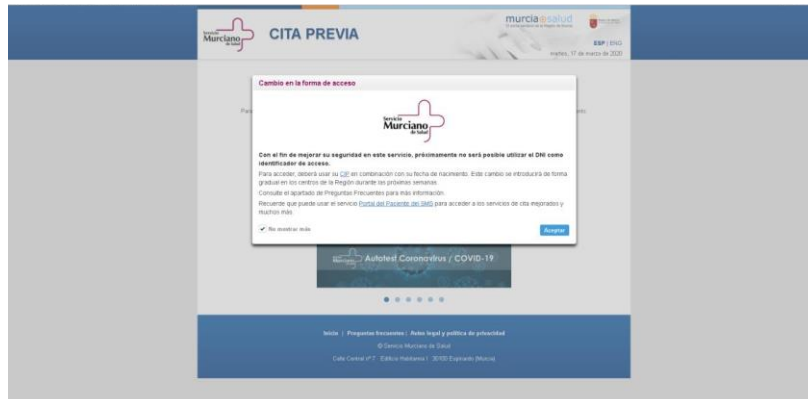 Servicio
Murciano
de Salud
CITA PREVIA
murciasalud
ESP | ENG
martes, 17 de marzo de 2020
Cambio en la forma de acceso
Servicio
Murciano
de Salud
Con el fin de mejorar su seguridad en este servicio, próximamente no será posible utilizar el DNI como
identificador de acceso.
Para acceder, deberá usar su CIP en combinación con su fecha de nacimiento. Este cambio se introducirá de forma
gradual en los centros de la Región durante las próximas semanas.
Consulte el apartado de Preguntas Frecuentes para más información.
Recuerde que puede usar el servicio Portal del Paciente del SMS para acceder a los servicios de cita mejorados y
muchos más.
No mostrar más
Aceptar
Autotest Coronavirus / COVID-19
Inicio | Preguntas frecuentes | Aviso legal y política de privacidad
© Servicio Murciano de Salud
Calle Central nº 7 Edificio Habitamia I 30100 Espinardo (Murcia)